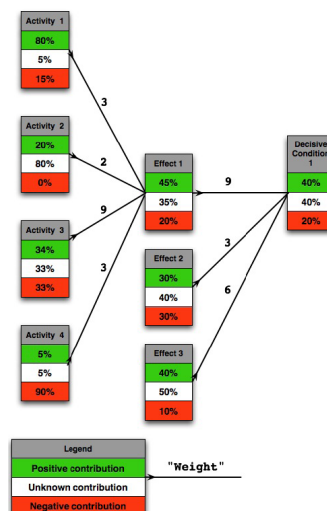 Activity 1
80%
5%
15%
3
Activity 2
20%
80%
0%
2
Activity 3
34%
33%
33%
9
Activity 4
5%
5%
90%
3
Effect 1
45%
35%
20%
9
Effect 2
30%
40%
30%
3
Effect 3
40%
50%
10%
6
Decisive
Condition
1
40%
40%
20%
Legend
Positive contribution
Unknown contribution
Negative contribution
"Weight"